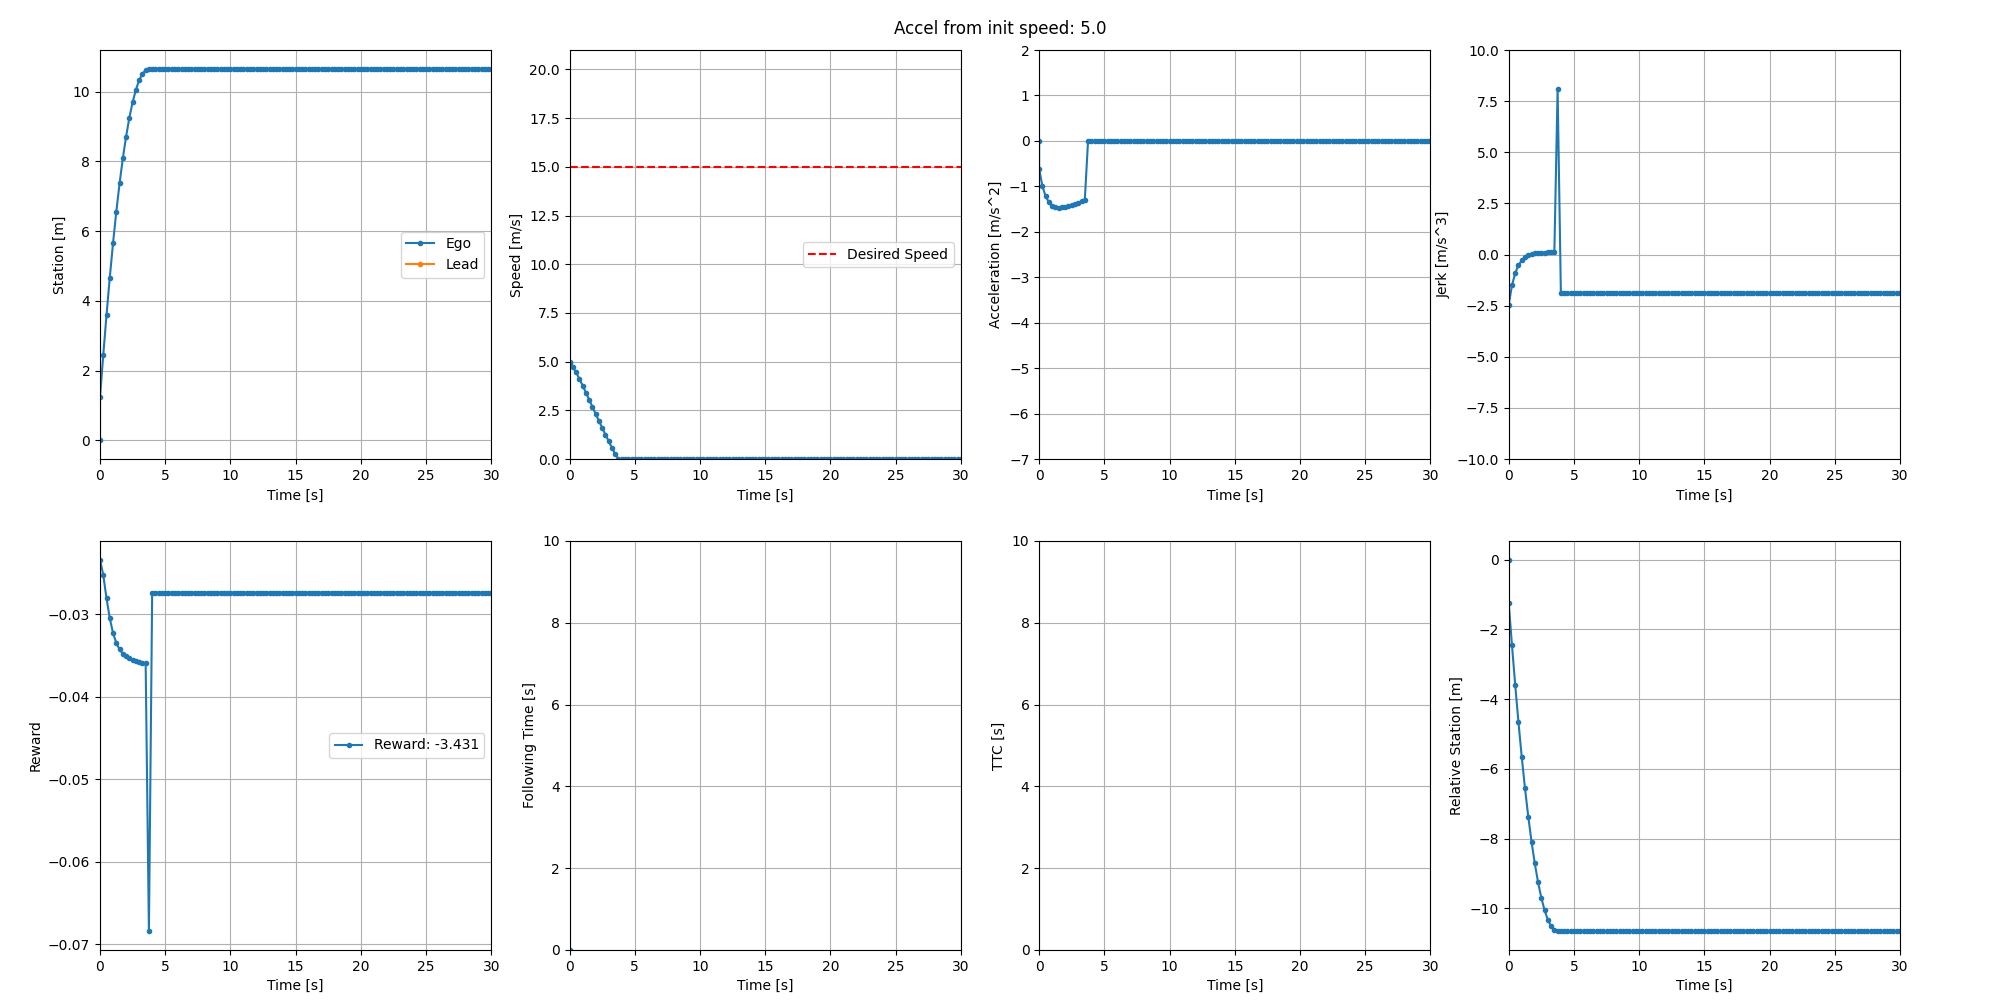 Accel from init speed: 5.0
Station [m]
10
8
6
4
2
0
Ego
Lead
0 5 10 15 20 25 30
Time [s]
Speed [m/s]
20.0
17.5
15.0
12.5
10.0
7.5
5.0
2.5
0.0
Desired Speed
0 5 10 15 20 25 30
Time [s]
Acceleration [m/s^2]
2
1
0
−1
−2
−3
−4
−5
−6
−7
0 5 10 15 20 25 30
Time [s]
Jerk [m/s^3]
10.0
7.5
5.0
2.5
0.0
−2.5
−5.0
−7.5
−10.0
0 5 10 15 20 25 30
Time [s]
Reward
−0.03
−0.04
−0.05
−0.06
−0.07
Reward: -3.431
0 5 10 15 20 25 30
Time [s]
Following Time [s]
10
8
6
4
2
0
0 5 10 15 20 25 30
Time [s]
TTC [s]
10
8
6
4
2
0
0 5 10 15 20 25 30
Time [s]
Relative Station [m]
0
−2
−4
−6
−8
−10
0 5 10 15 20 25 30
Time [s]